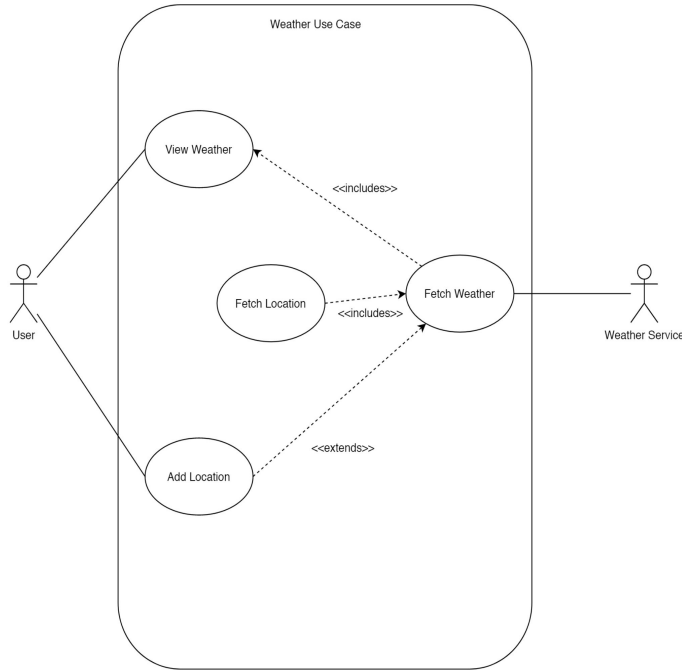 Weather Use Case
View Weather
<<includes>>
Fetch Location
<<includes>>
Fetch Weather
User
Weather Service
<<extends>>
Add Location